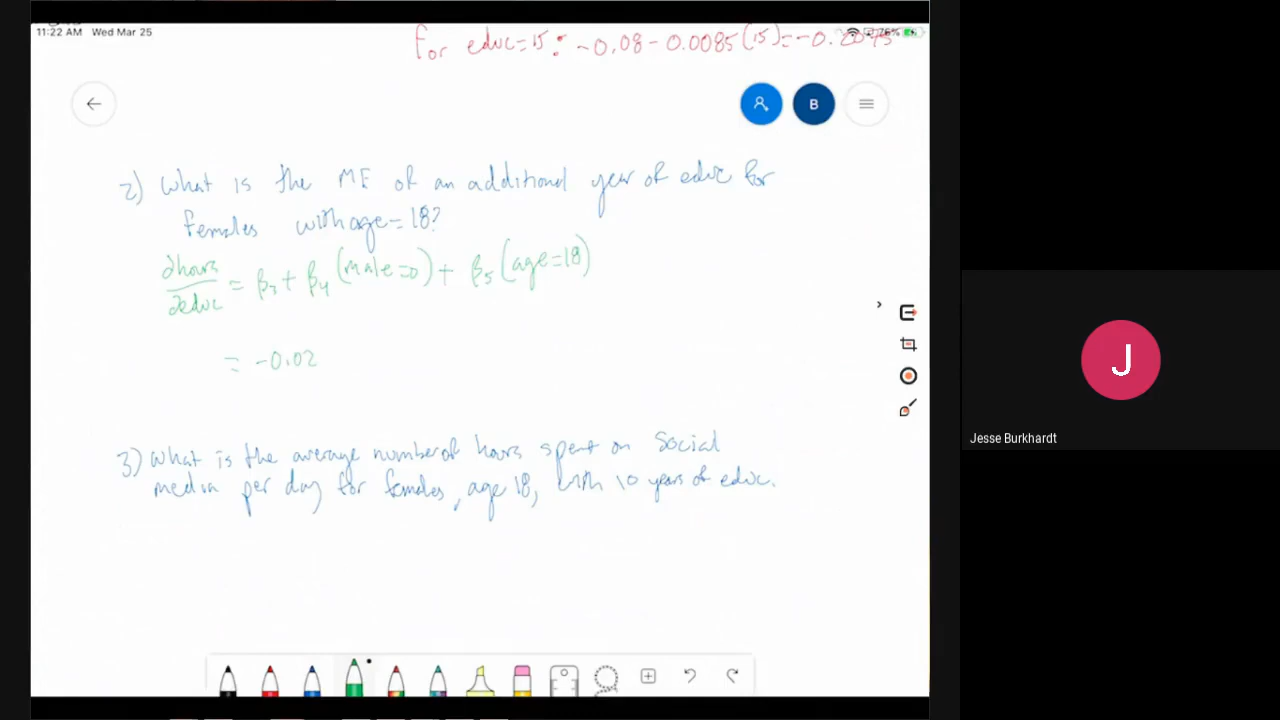 11:22 AM Wed Mar 25
76%
For educ=15: -0.08-0.0085(15)=-0.2075
B
2) What is the ME of an additional year of educ for
females with age=18?
∂hours/∂educ = β3 + β4 (male=0) + β5 (age=18)
= -0.02
J
Jesse Burkhardt
3) What is the average number of hours spent on social
media per day for females, age 18, with 10 years of educ.